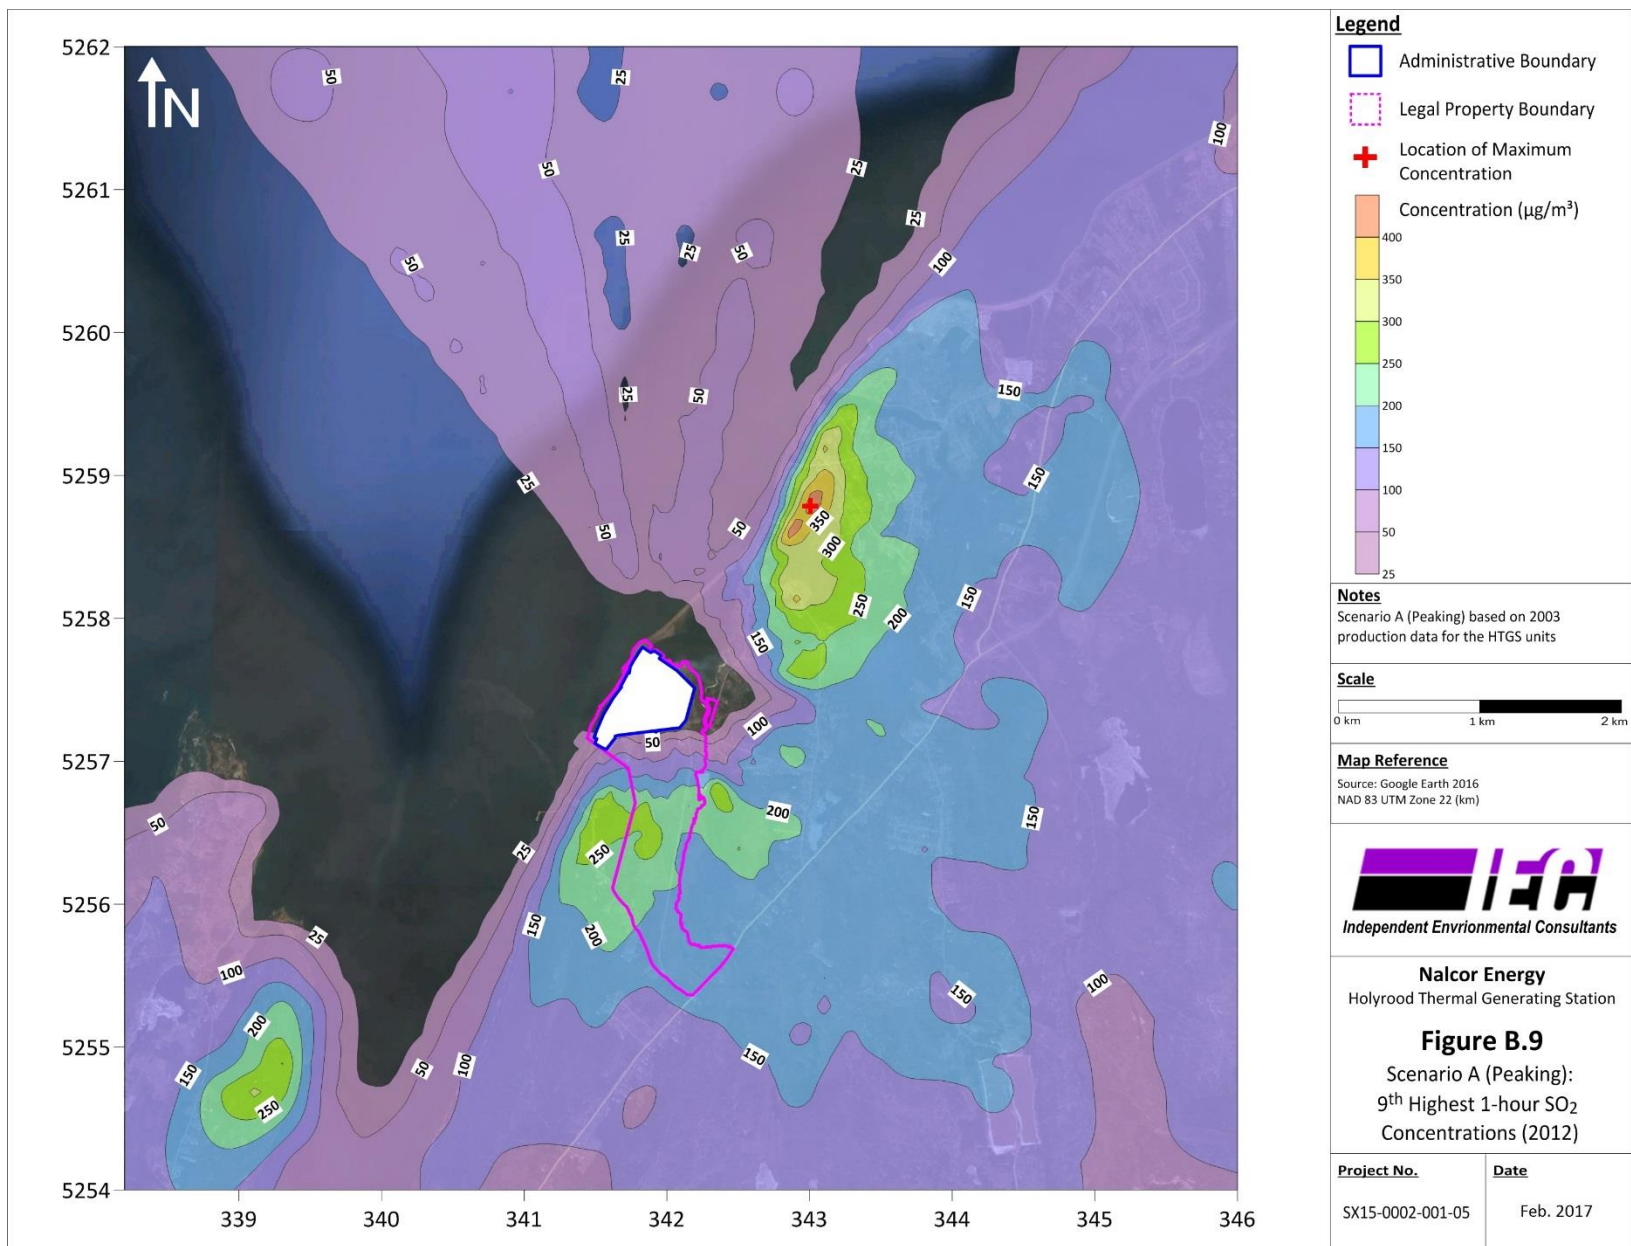 5262
5261
5260
5259
5258
5257
5256
5255
5254
339
340
341
342
343
344
345
346
N
50
25
100
50
25
25
50
25
25
50
100
50
25
50
150
25
150
50
50
350
300
150
250
200
150
100
50
200
150
50
25
250
150
200
25
100
150
100
200
150
50
100
150
250
Legend
Administrative Boundary
Legal Property Boundary
Location of Maximum
Concentration
Concentration (µg/m³)
400
350
300
250
200
150
100
50
25
Notes
Scenario A (Peaking) based on 2003
production data for the HTGS units
Scale
0 km 1 km 2 km
Map Reference
Source: Google Earth 2016
NAD 83 UTM Zone 22 (km)
IEC
Independent Envrionmental Consultants
Nalcor Energy
Holyrood Thermal Generating Station
Figure B.9
Scenario A (Peaking):
9th Highest 1-hour SO2
Concentrations (2012)
Project No.
SX15-0002-001-05
Date
Feb. 2017